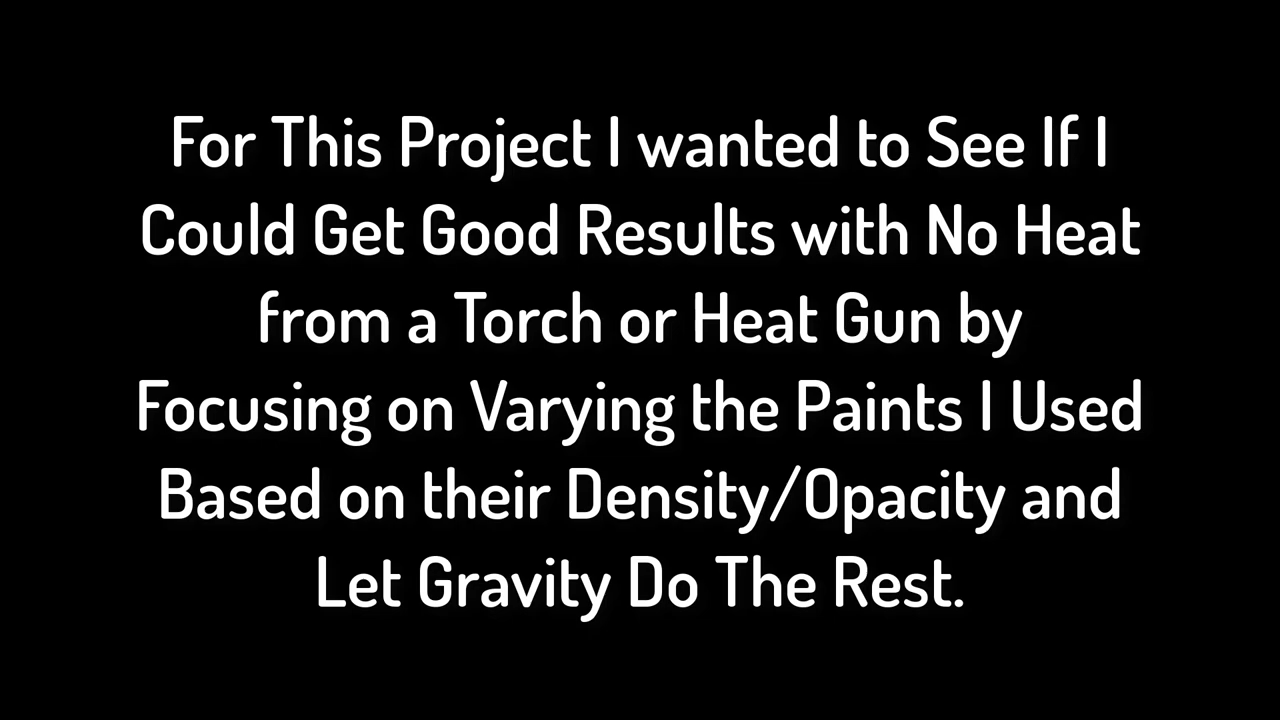 For This Project I wanted to See If I
Could Get Good Results with No Heat
from a Torch or Heat Gun by
Focusing on Varying the Paints I Used
Based on their Density/Opacity and
Let Gravity Do The Rest.